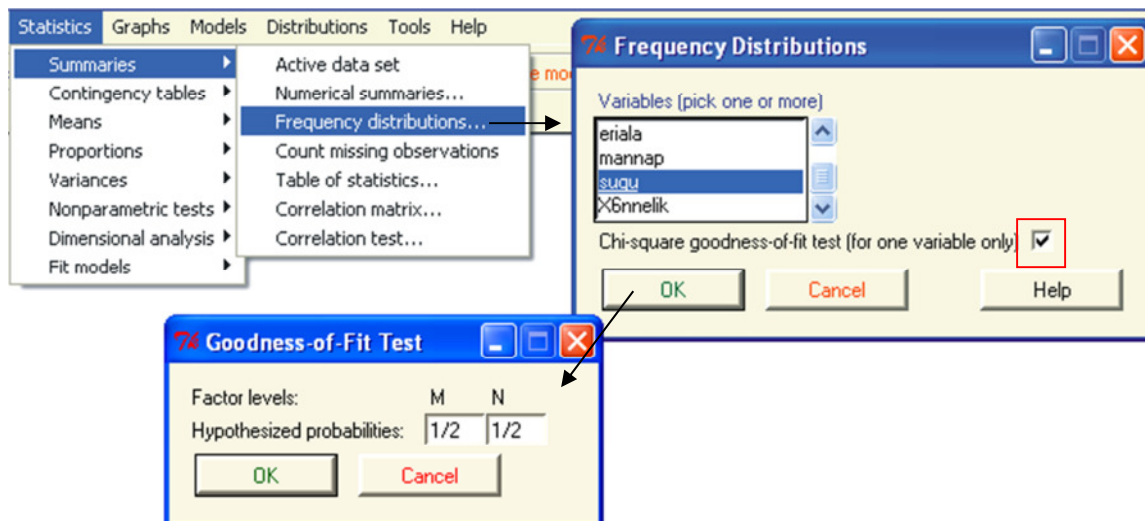 Statistics Graphs Models Distributions Tools Help
Summaries
Contingency tables
Means
Proportions
Variances
Nonparametric tests
Dimensional analysis
Fit models
Active data set
Numerical summaries...
Frequency distributions...
Count missing observations
Table of statistics...
Correlation matrix...
Correlation test...
e mo
Frequency Distributions
Variables (pick one or more)
eriala
mannap
sugu
X6nnelik
Chi-square goodness-of-fit test (for one variable only)
OK Cancel Help
Goodness-of-Fit Test
Factor levels: M N
Hypothesized probabilities: 1/2 1/2
OK Cancel